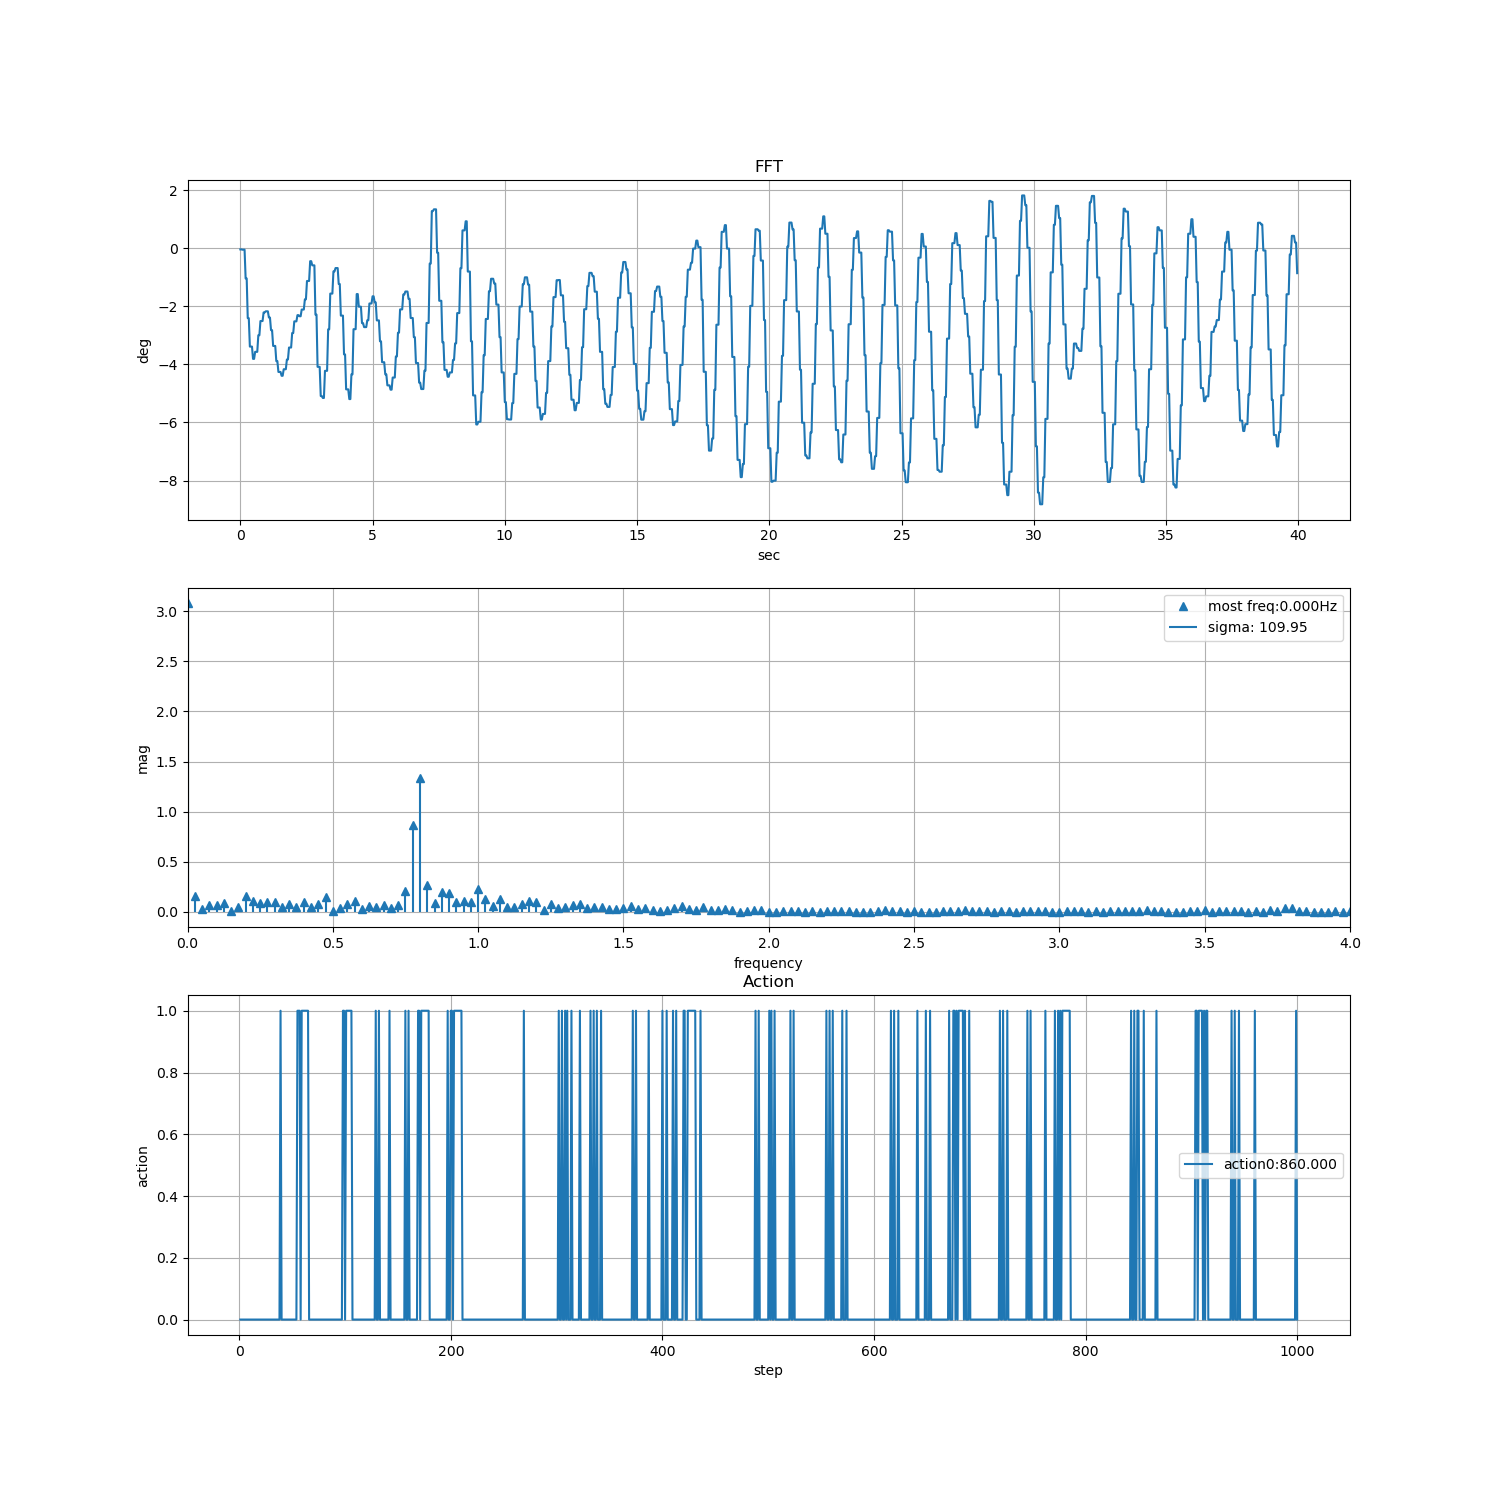 FFT
2
0
−2
−4
−6
−8
deg
0 5 10 15 20 25 30 35 40
sec
3.0
2.5
2.0
1.5
1.0
0.5
0.0
mag
most freq:0.000Hz
sigma: 109.95
0.0 0.5 1.0 1.5 2.0 2.5 3.0 3.5 4.0
frequency
Action
1.0
0.8
0.6
0.4
0.2
0.0
action
action0:860.000
0 200 400 600 800 1000
step